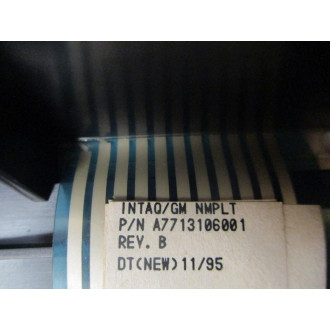 INTAQ/GM NMPLT
P/N A7713106001
REV. B
DT(NEW)11/95